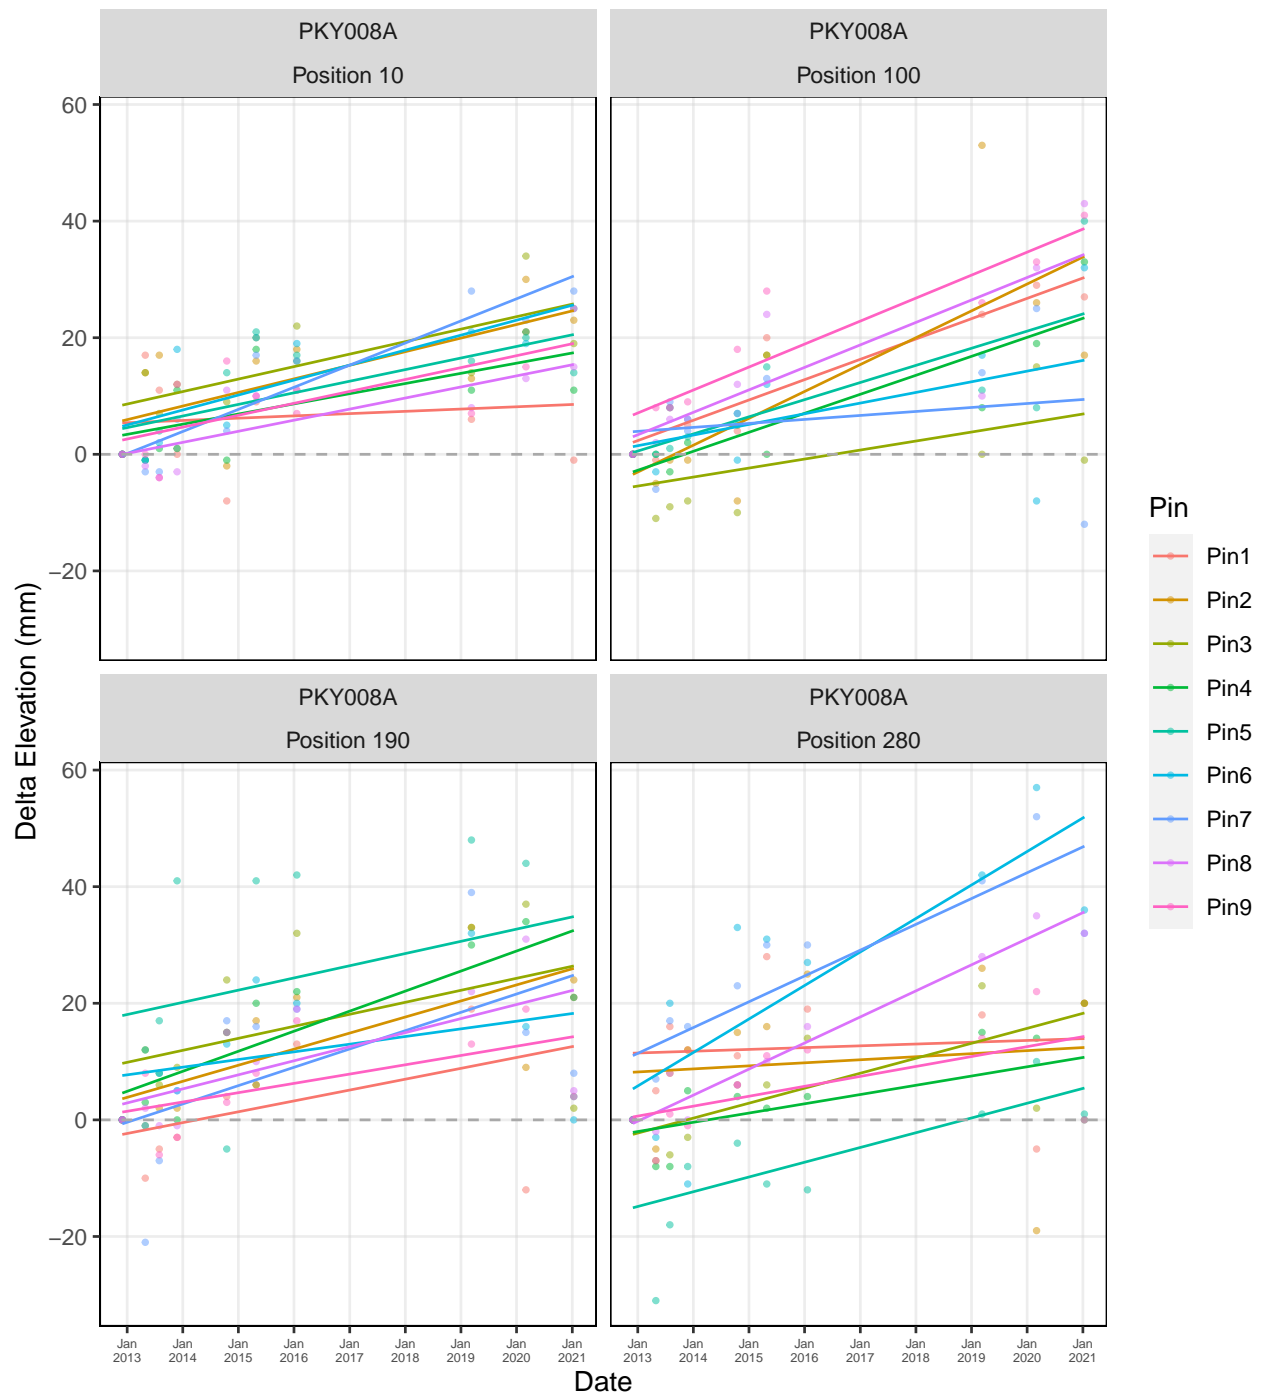 PKY008A
PKY008A
Position 10
Position 100
60
40
20
0
−20
PKY008A
PKY008A
Position 190
Position 280
60
40
20
0
−20
Jan Jan Jan Jan Jan Jan Jan Jan Jan
2013 2014 2015 2016 2017 2018 2019 2020 2021
Jan Jan Jan Jan Jan Jan Jan Jan Jan
2013 2014 2015 2016 2017 2018 2019 2020 2021
Date
Delta Elevation (mm)
Pin
Pin1
Pin2
Pin3
Pin4
Pin5
Pin6
Pin7
Pin8
Pin9